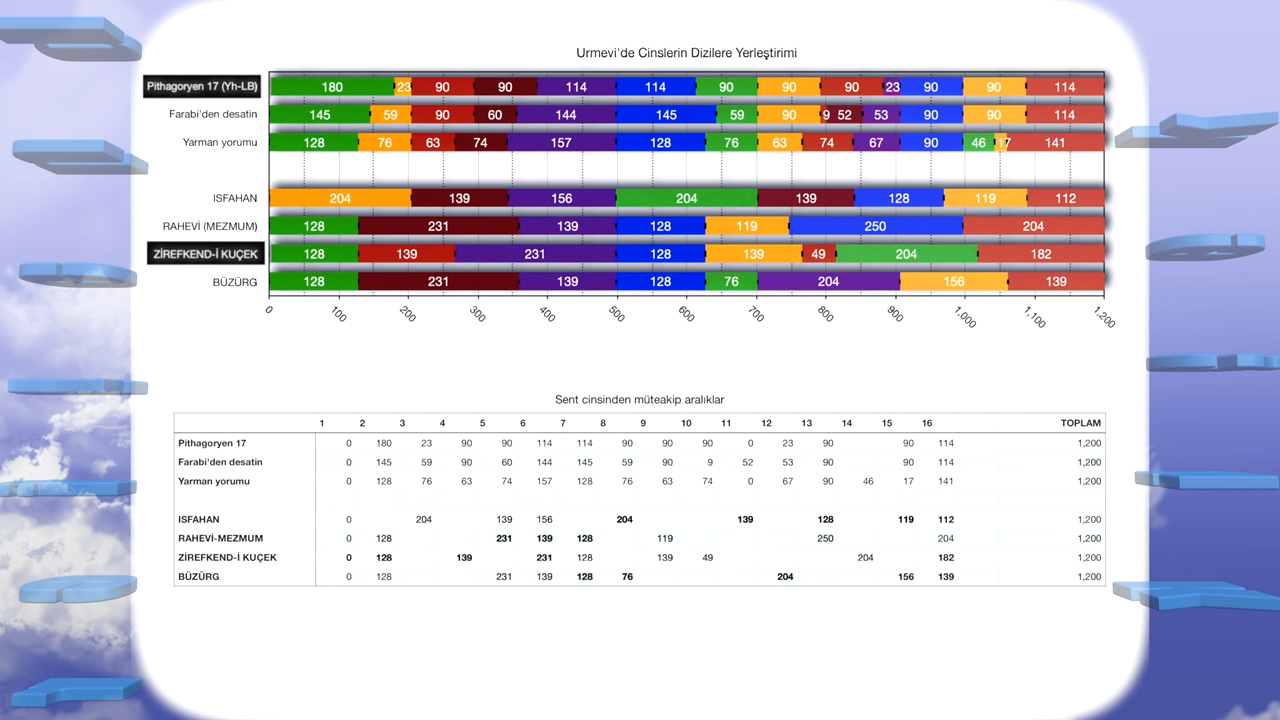 Urmevi'de Cinslerin Dizilere Yerleştirimi
Pithagoryen 17 (Yh-LB) 180 23 90 90 114 114 90 90 90 23 90 90 114
Farabi'den desatin 145 59 90 60 144 145 59 90 9 52 53 90 90 114
Yarman yorumu 128 76 63 74 157 128 76 63 74 67 90 46 17 141
ISFAHAN 204 139 156 204 139 128 119 112
RAHEVİ (MEZMUM) 128 231 139 128 119 250 204
ZİREFKEND-İ KUÇEK 128 139 231 128 139 49 204 182
BÜZÜRG 128 231 139 128 76 204 156 139
0 100 200 300 400 500 600 700 800 900 1,000 1,100 1,200
Sent cinsinden müteakip aralıklar
1 2 3 4 5 6 7 8 9 10 11 12 13 14 15 16 TOPLAM
Pithagoryen 17 0 180 23 90 90 114 114 90 90 90 0 23 90 90 114 1,200
Farabi'den desatin 0 145 59 90 60 144 145 59 90 9 52 53 90 90 114 1,200
Yarman yorumu 0 128 76 63 74 157 128 76 63 74 0 67 90 46 17 141 1,200
ISFAHAN 0 204 139 156 204 139 128 119 112 1,200
RAHEVİ-MEZMUM 0 128 231 139 128 119 250 204 1,200
ZİREFKEND-İ KUÇEK 0 128 139 231 128 139 49 204 182 1,200
BÜZÜRG 0 128 231 139 128 76 204 156 139 1,200